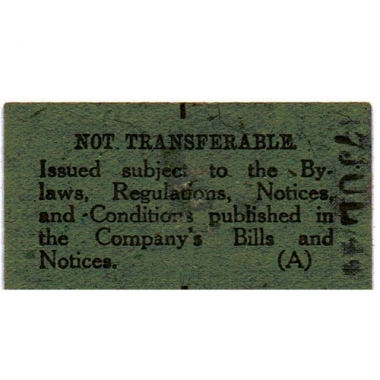 NOT TRANSFERABLE.
Issued subject to the By-
laws, Regulations, Notices,
and Conditions published in
the Company's Bills and
Notices. (A)